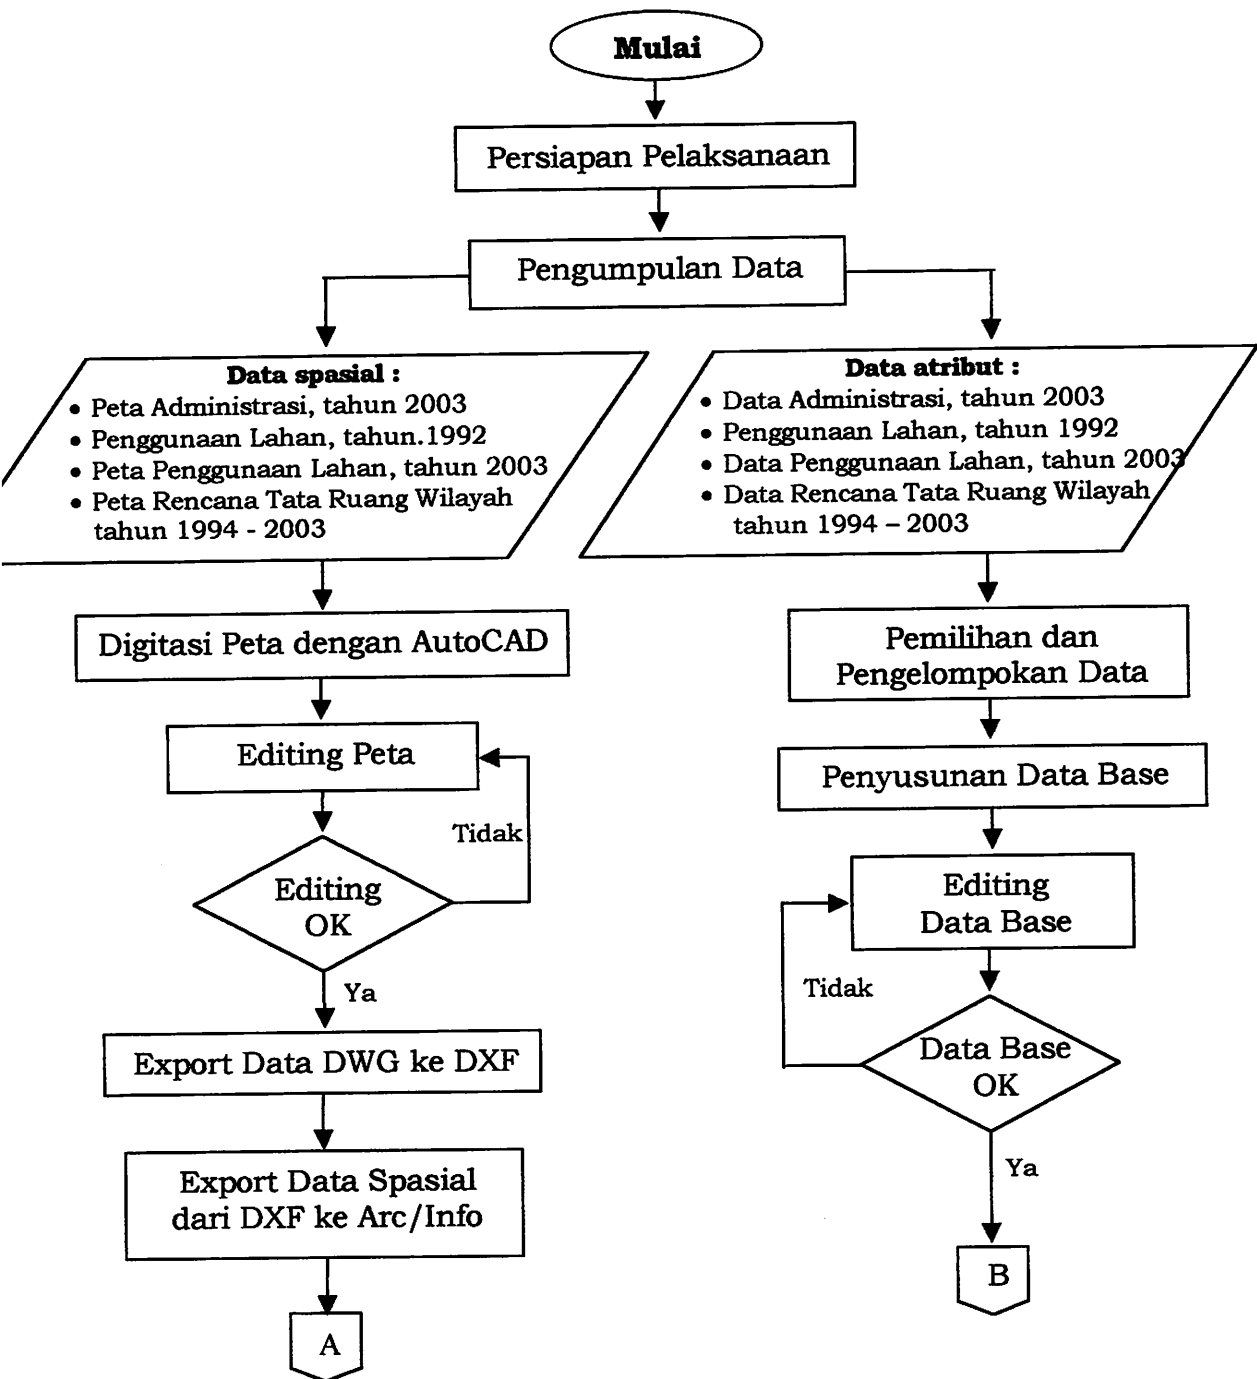 Mulai
Persiapan Pelaksanaan
Pengumpulan Data
Data spasial :
• Peta Administrasi, tahun 2003
• Penggunaan Lahan, tahun.1992
• Peta Penggunaan Lahan, tahun 2003
• Peta Rencana Tata Ruang Wilayah
tahun 1994 - 2003
Data atribut :
• Data Administrasi, tahun 2003
• Penggunaan Lahan, tahun 1992
• Data Penggunaan Lahan, tahun 2003
• Data Rencana Tata Ruang Wilayah
tahun 1994 – 2003
Digitasi Peta dengan AutoCAD
Editing Peta
Tidak
Editing
OK
Ya
Export Data DWG ke DXF
Export Data Spasial
dari DXF ke Arc/Info
A
Pemilihan dan
Pengelompokan Data
Penyusunan Data Base
Editing
Data Base
Tidak
Data Base
OK
Ya
B